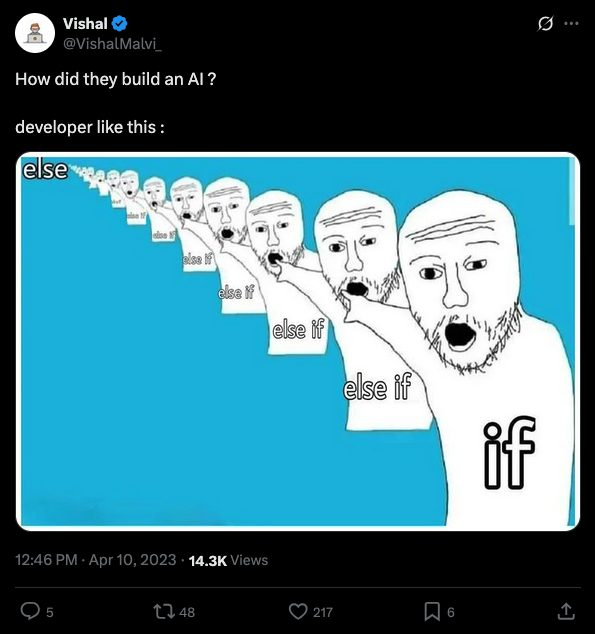 Vishal
@VishalMalvi_
How did they build an AI ?
developer like this :
else
else if
else if
else if
else if
else if
else if
if
12:46 PM · Apr 10, 2023 · 14.3K Views
5 48 217 6